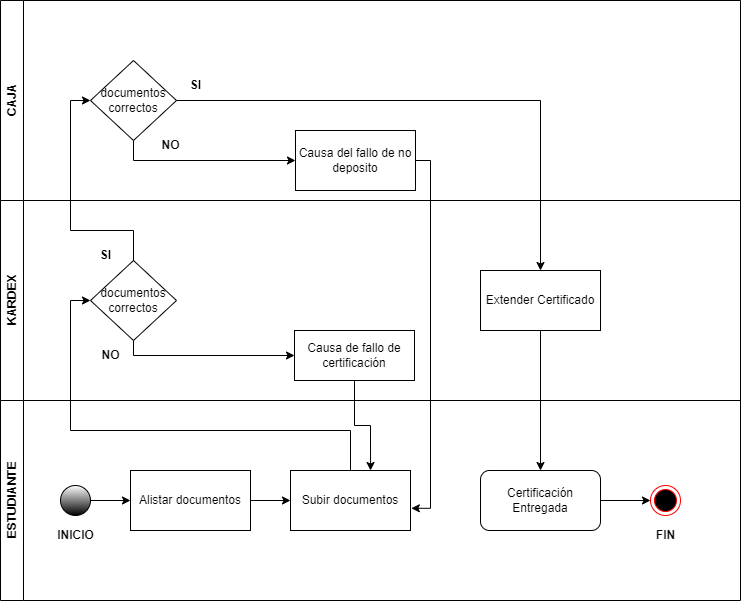 CAJA
documentos
correctos
SI
NO
Causa del fallo de no
deposito
KARDEX
SI
documentos
correctos
NO
Causa de fallo de
certificación
Extender Certificado
ESTUDIANTE
INICIO
Alistar documentos
Subir documentos
Certificación
Entregada
FIN